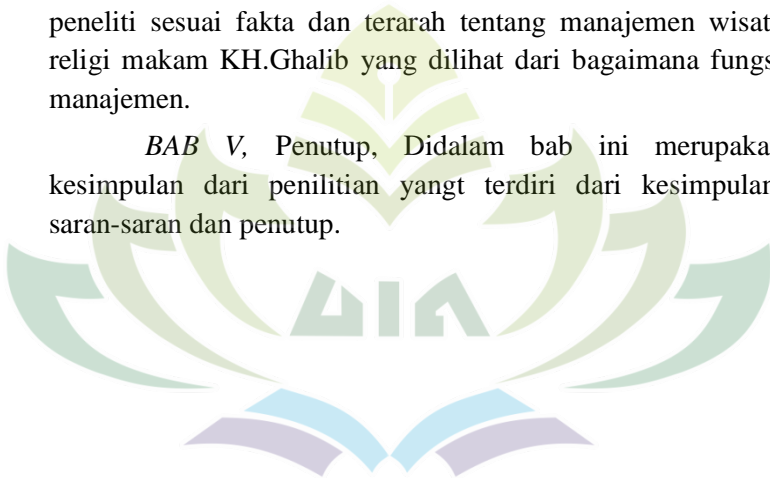 peneliti sesuai fakta dan terarah tentang manajemen wisat
religi makam KH.Ghalib yang dilihat dari bagaimana fungs
manajemen.
BAB V, Penutup, Didalam bab ini merupaka
kesimpulan dari penilitian yangt terdiri dari kesimpular
saran-saran dan penutup.
UIN